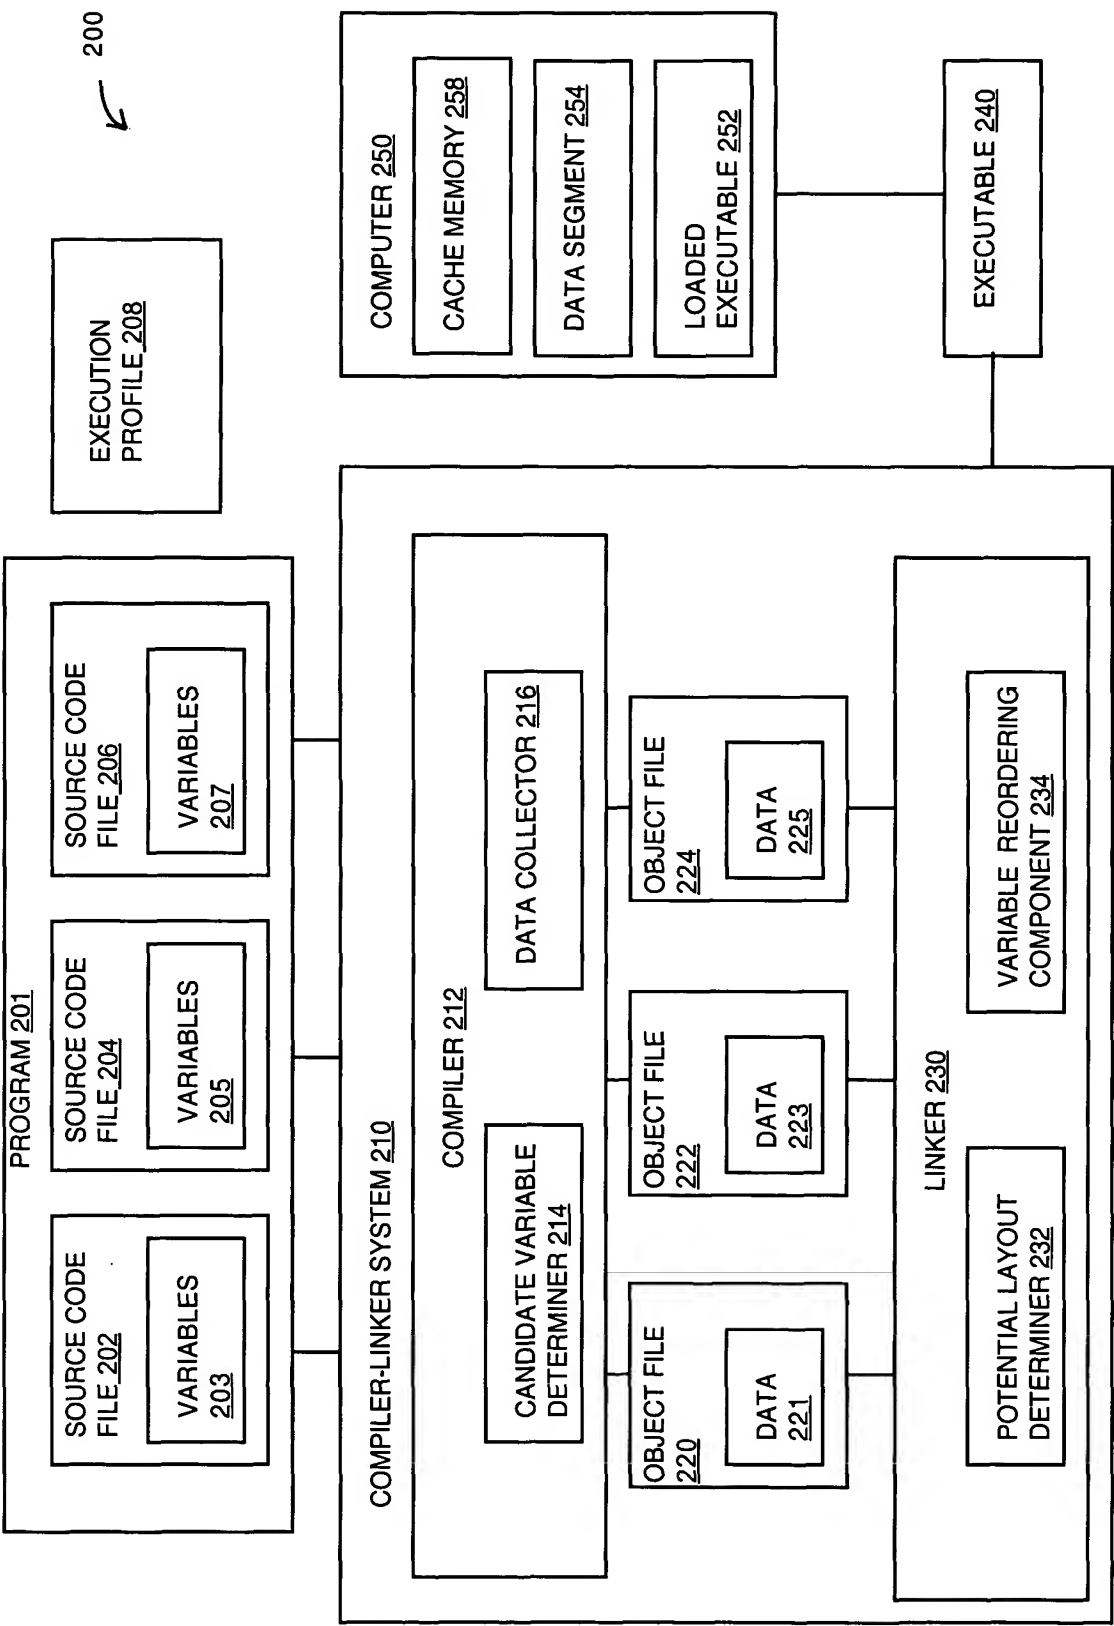 200
PROGRAM 201
SOURCE CODE
FILE 202
VARIABLES
203
SOURCE CODE
FILE 204
VARIABLES
205
SOURCE CODE
FILE 206
VARIABLES
207
EXECUTION
PROFILE 208
COMPILER-LINKER SYSTEM 210
COMPILER 212
CANDIDATE VARIABLE
DETERMINER 214
DATA COLLECTOR 216
OBJECT FILE
220
DATA
221
OBJECT FILE
222
DATA
223
OBJECT FILE
224
DATA
225
LINKER 230
POTENTIAL LAYOUT
DETERMINER 232
VARIABLE REORDERING
COMPONENT 234
COMPUTER 250
CACHE MEMORY 258
DATA SEGMENT 254
LOADED
EXECUTABLE 252
EXECUTABLE 240